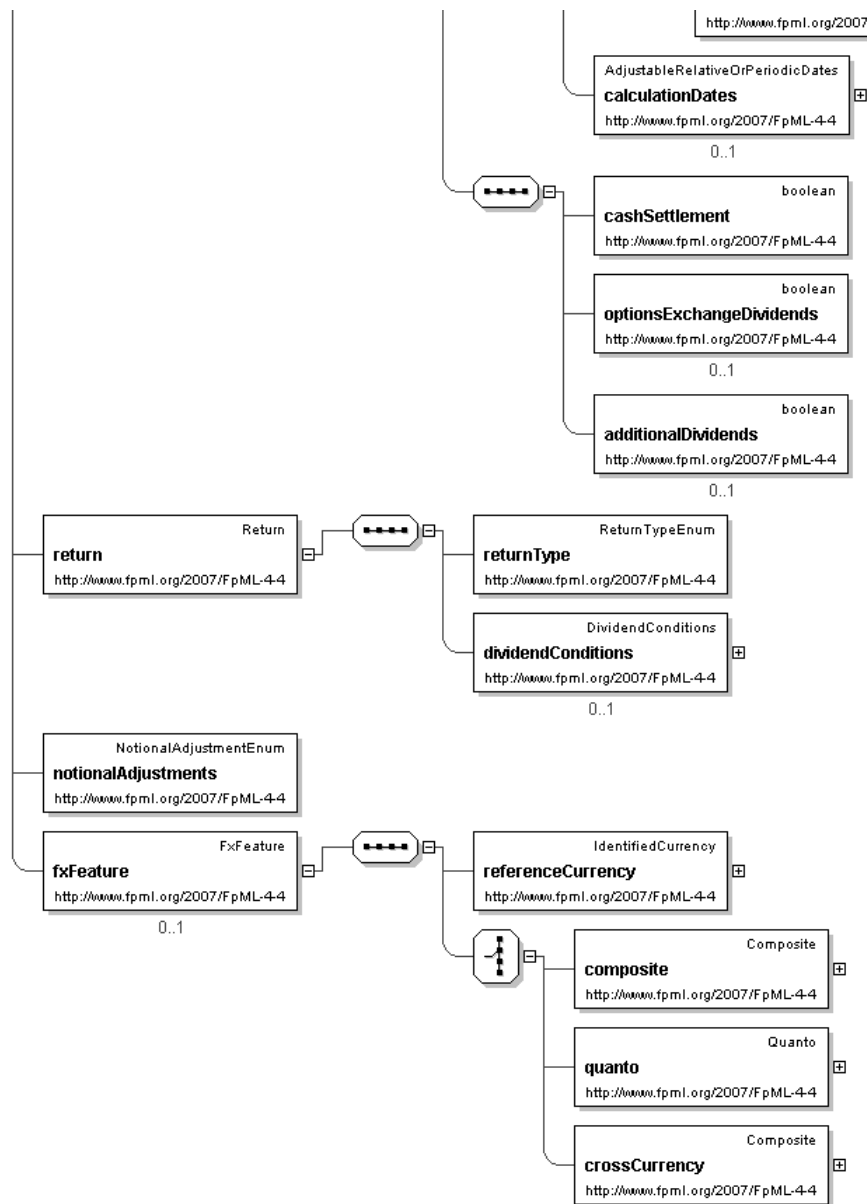 http://www.fpml.org/2007
AdjustableRelativeOrPeriodicDates
calculationDates
http://www.fpml.org/2007/FpML-4-4
0..1
boolean
cashSettlement
http://www.fpml.org/2007/FpML-4-4
boolean
optionsExchangeDividends
http://www.fpml.org/2007/FpML-4-4
0..1
boolean
additionalDividends
http://www.fpml.org/2007/FpML-4-4
0..1
Return
return
http://www.fpml.org/2007/FpML-4-4
ReturnTypeEnum
returnType
http://www.fpml.org/2007/FpML-4-4
DividendConditions
dividendConditions
http://www.fpml.org/2007/FpML-4-4
0..1
NotionalAdjustmentEnum
notionalAdjustments
http://www.fpml.org/2007/FpML-4-4
FxFeature
fxFeature
http://www.fpml.org/2007/FpML-4-4
0..1
IdentifiedCurrency
referenceCurrency
http://www.fpml.org/2007/FpML-4-4
Composite
composite
http://www.fpml.org/2007/FpML-4-4
Quanto
quanto
http://www.fpml.org/2007/FpML-4-4
Composite
crossCurrency
http://www.fpml.org/2007/FpML-4-4